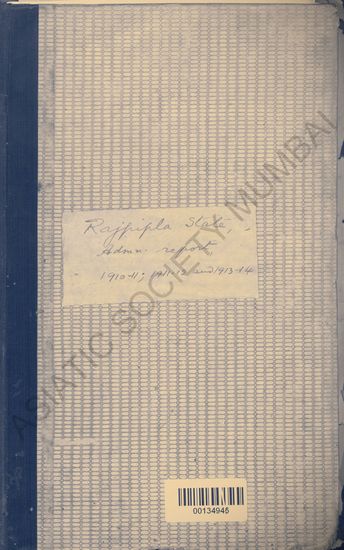 Rajpipla State,
Admn. report,
1910-11; 1911-12 and 1913-14
ASIATIC SOCIETY MUMBAI
00134945